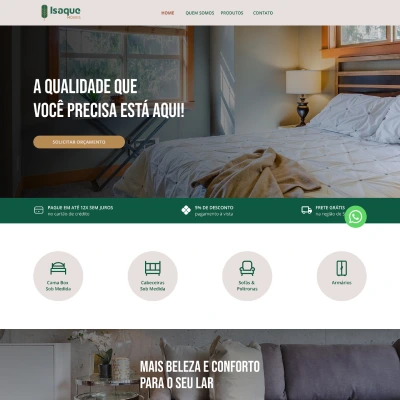 Isaque
HOME
QUEM SOMOS
PRODUTOS
CONTATO
A QUALIDADE QUE
VOCÊ PRECISA ESTÁ AQUI!
SOLICITAR ORÇAMENTO
PAGUE EM ATÉ 12X SEM JUROS
no cartão de crédito
5% DE DESCONTO
pagamento à vista
FRETE GRÁTIS
na região de
Cama Box
Sob Medida
Cabeceiras
Sob Medida
Sofás &
Poltronas
Armários
MAIS BELEZA E CONFORTO
PARA O SEU LAR